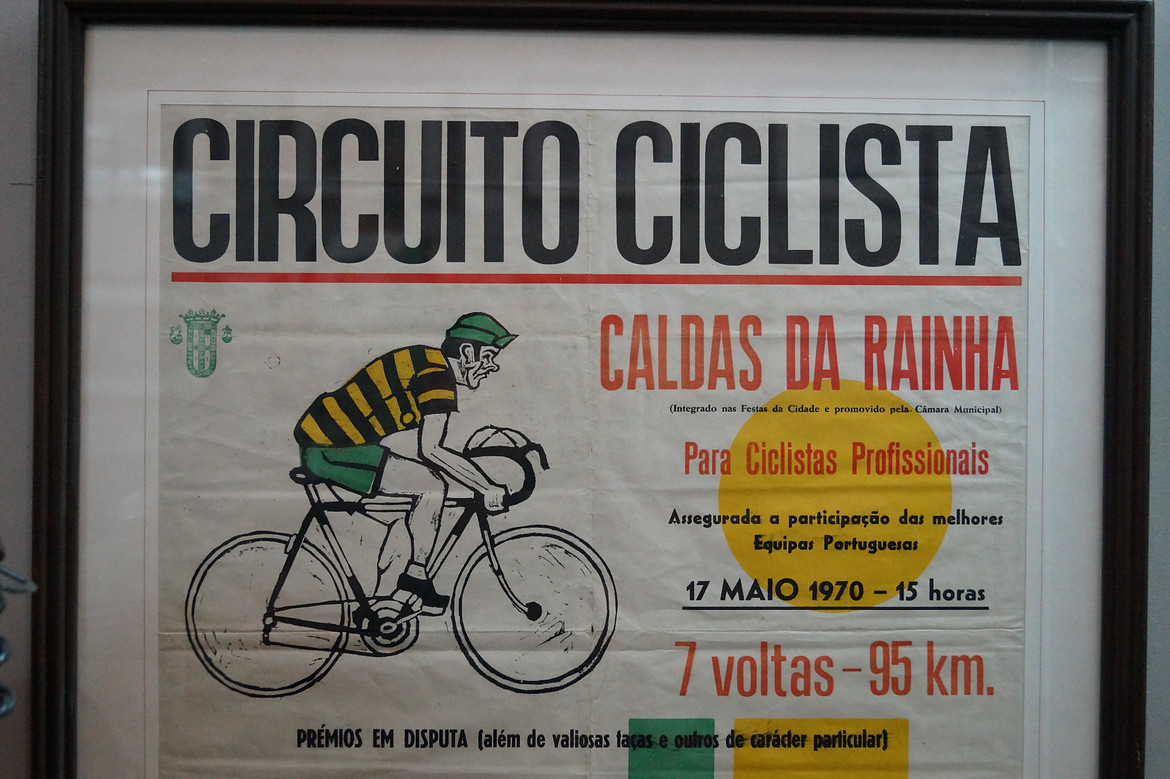 CIRCUITO CICLISTA
CALDAS DA RAINHA
(Integrado nas Festas da Cidade e promovido pela Câmara Municipal)
Para Ciclistas Profissionais
Assegurada a participação das melhores
Equipas Portuguesas
17 MAIO 1970 – 15 horas
7 voltas – 95 km.
PRÉMIOS EM DISPUTA (além de valiosas taças e outros de carácter particular)